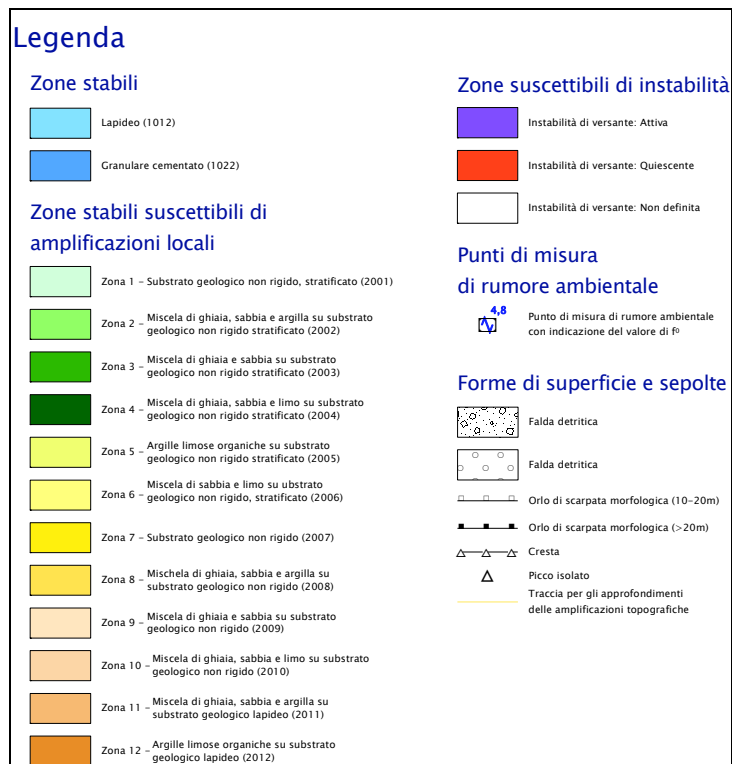 Legenda
Zone stabili
Lapideo (1012)
Granulare cementato (1022)
Zone stabili suscettibili di
amplificazioni locali
Zona 1 – Substrato geologico non rigido, stratificato (2001)
Zona 2 – Miscela di ghiaia, sabbia e argilla su substrato
geologico non rigido stratificato (2002)
Zona 3 – Miscela di ghiaia e sabbia su substrato
geologico non rigido stratificato (2003)
Zona 4 – Miscela di ghiaia, sabbia e limo su substrato
geologico non rigido stratificato (2004)
Zona 5 – Argille limose organiche su substrato
geologico non rigido stratificato (2005)
Zona 6 – Miscela di sabbia e limo su ubstrato
geologico non rigido, stratificato (2006)
Zona 7 – Substrato geologico non rigido (2007)
Zona 8 – Mischela di ghiaia, sabbia e argilla su
substrato geologico non rigido (2008)
Zona 9 – Miscela di ghiaia e sabbia su substrato
geologico non rigido (2009)
Zona 10 – Miscela di ghiaia, sabbia e limo su substrato
geologico non rigido (2010)
Zona 11 – Miscela di ghiaia, sabbia e argilla su
substrato geologico lapideo (2011)
Zona 12 – Argille limose organiche su substrato
geologico lapideo (2012)
Zone suscettibili di instabilità
Instabilità di versante: Attiva
Instabilità di versante: Quiescente
Instabilità di versante: Non definita
Punti di misura
di rumore ambientale
4,8
Punto di misura di rumore ambientale
con indicazione del valore di f⁰
Forme di superficie e sepolte
Falda detritica
Falda detritica
Orlo di scarpata morfologica (10–20m)
Orlo di scarpata morfologica (>20m)
Cresta
Picco isolato
Traccia per gli approfondimenti
delle amplificazioni topografiche